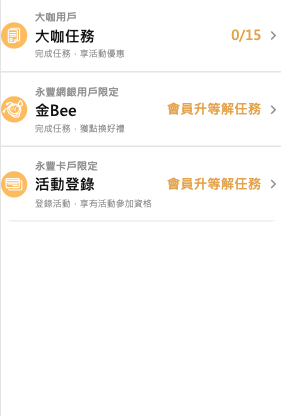 大咖用戶
大咖任務
0/15
完成任務，享活動優惠
永豐網銀用戶限定
金Bee
會員升等解任務
完成任務，獲點換好禮
永豐卡戶限定
活動登錄
會員升等解任務
登錄活動，享有活動參加資格